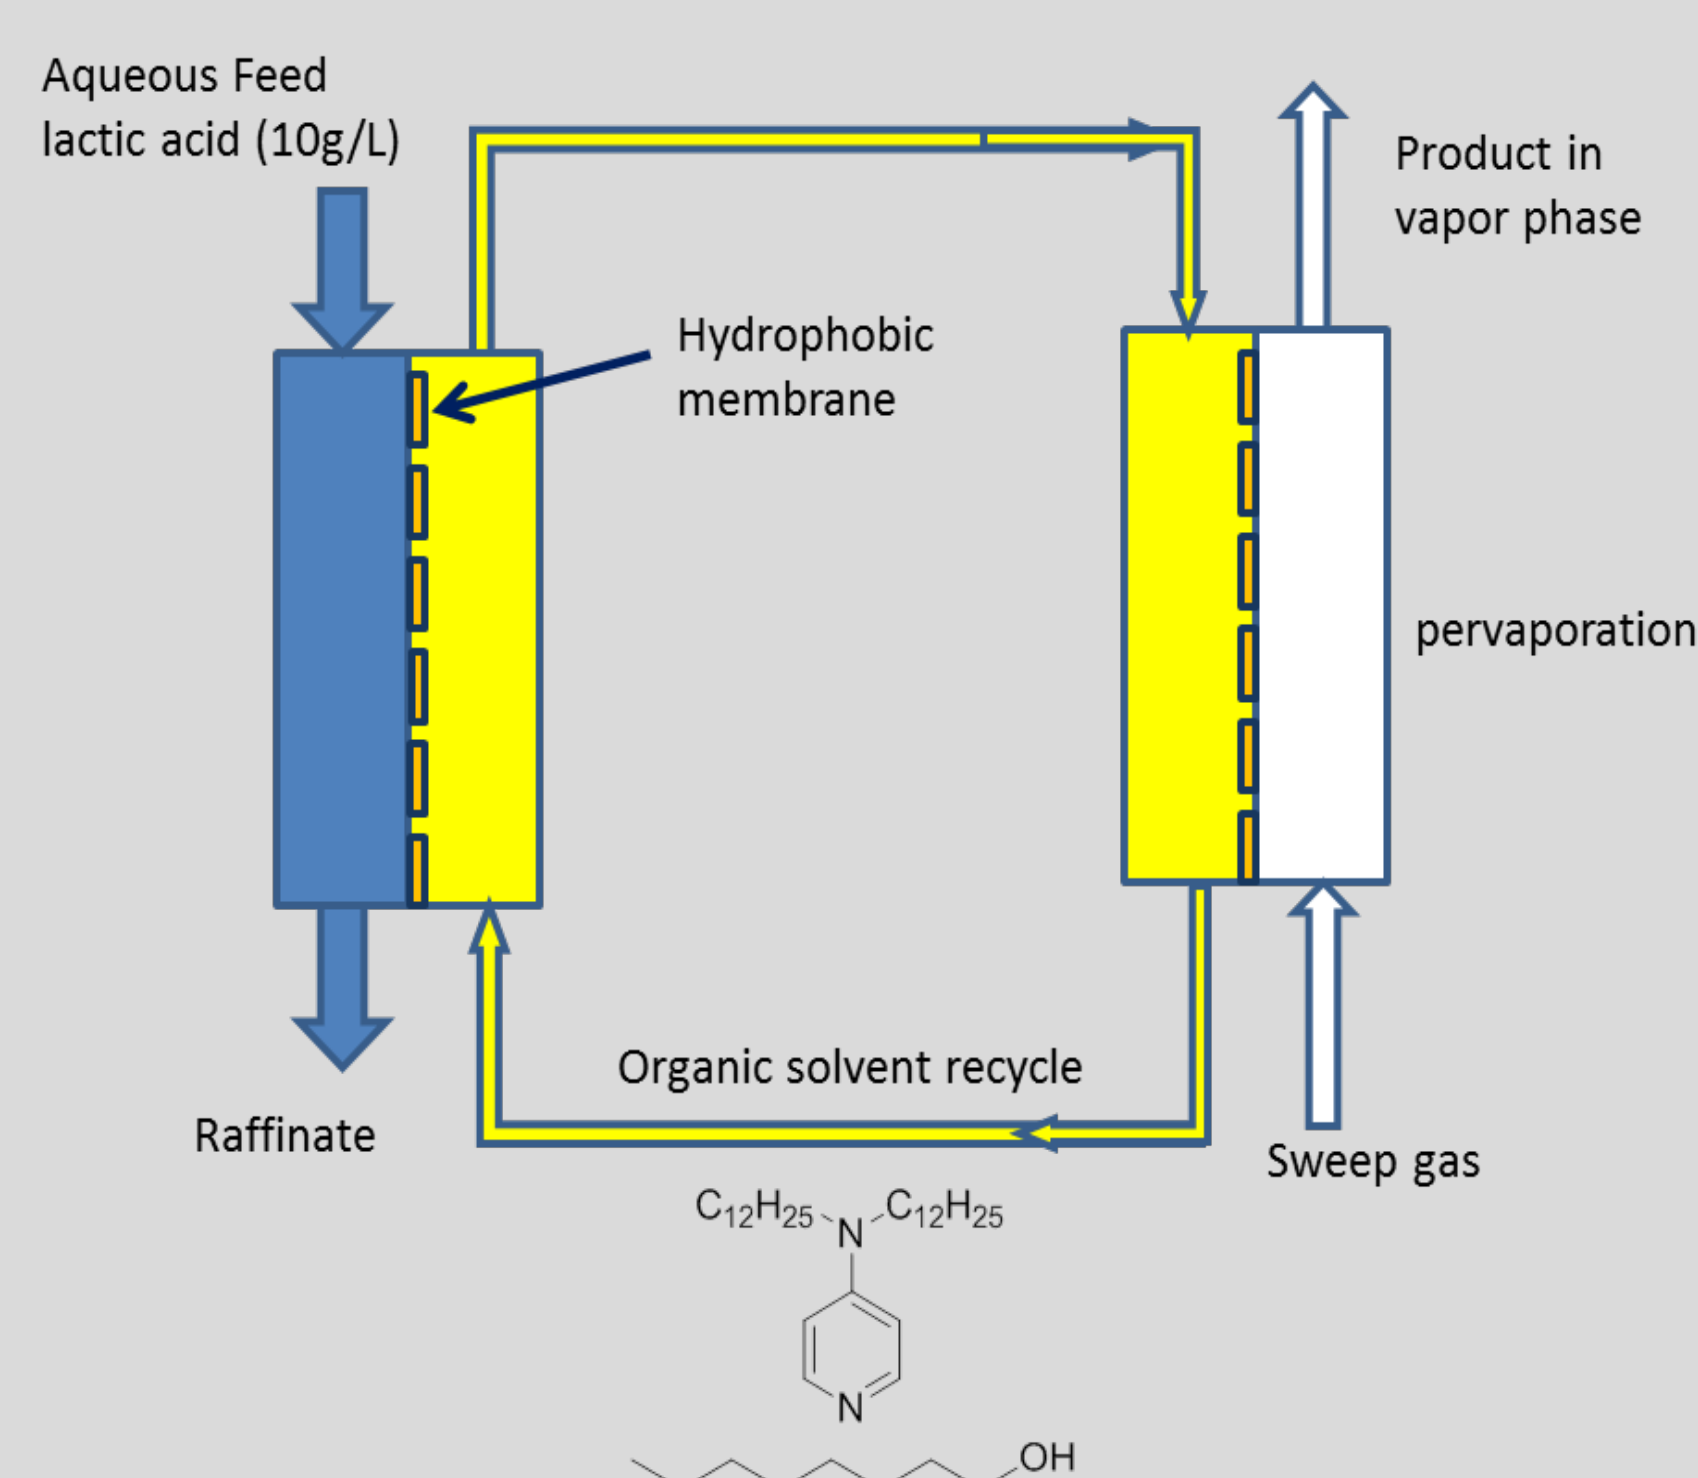 Aqueous Feed
lactic acid (10g/L)
Product in
vapor phase
Hydrophobic
membrane
pervaporation
Organic solvent recycle
Raffinate
Sweep gas
C12H25 C12H25
N
N
OH